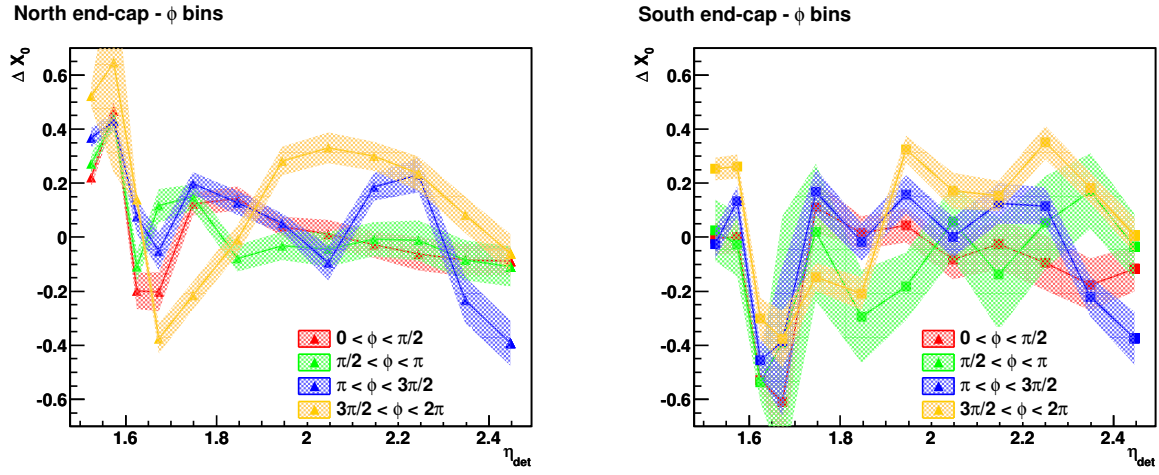 North end-cap - ϕ bins
Δ X₀
0.6
0.4
0.2
0
-0.2
-0.4
-0.6
0 < ϕ < π/2
π/2 < ϕ < π
π < ϕ < 3π/2
3π/2 < ϕ < 2π
1.6 1.8 2 2.2 2.4
η_det
South end-cap - ϕ bins
Δ X₀
0.6
0.4
0.2
0
-0.2
-0.4
-0.6
0 < ϕ < π/2
π/2 < ϕ < π
π < ϕ < 3π/2
3π/2 < ϕ < 2π
1.6 1.8 2 2.2 2.4
η_det